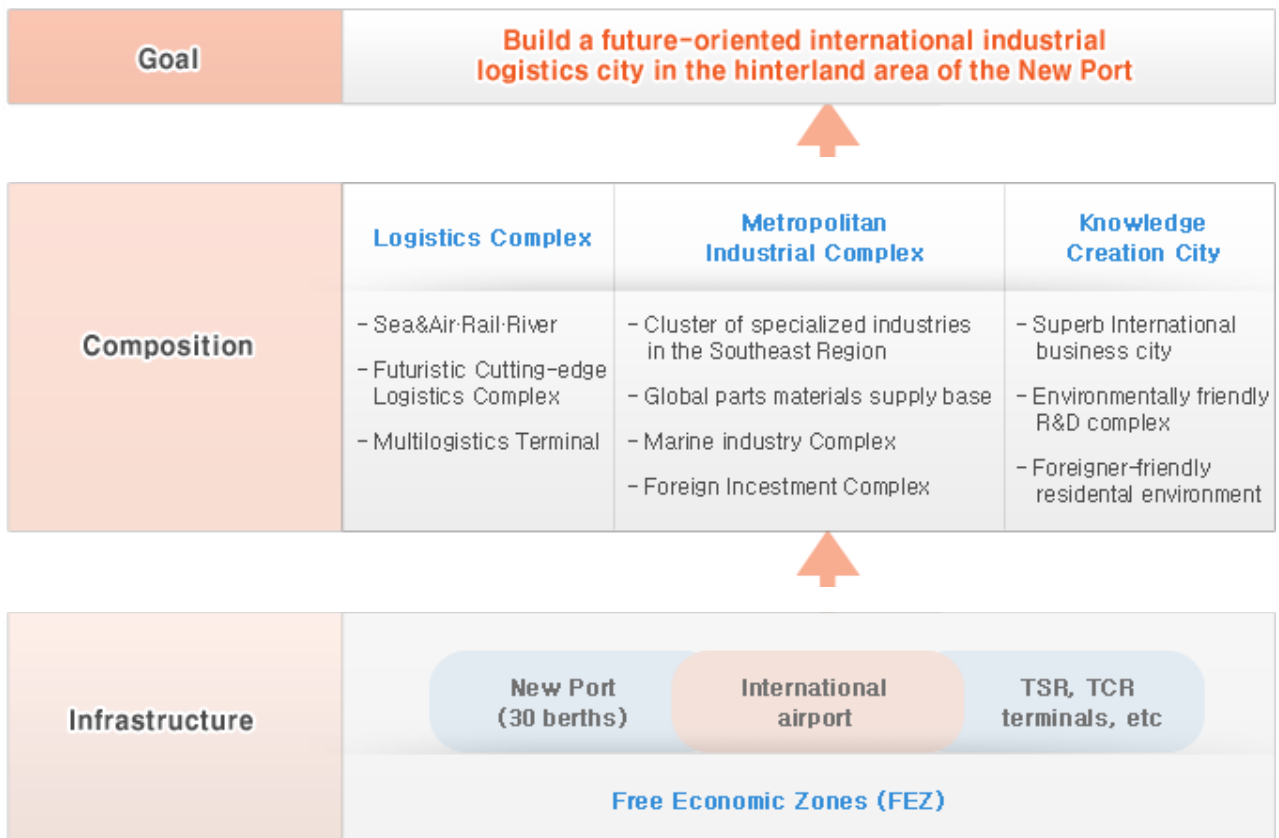 Goal
Build a future-oriented international industrial
logistics city in the hinterland area of the New Port
Composition
Logistics Complex
- Sea&Air·Rail·River
- Futuristic Cutting-edge
Logistics Complex
- Multilogistics Terminal
Metropolitan
Industrial Complex
- Cluster of specialized industries
in the Southeast Region
- Global parts materials supply base
- Marine industry Complex
- Foreign Incestment Complex
Knowledge
Creation City
- Superb International
business city
- Environmentally friendly
R&D complex
- Foreigner-friendly
residental environment
Infrastructure
New Port
(30 berths)
International
airport
TSR, TCR
terminals, etc
Free Economic Zones (FEZ)